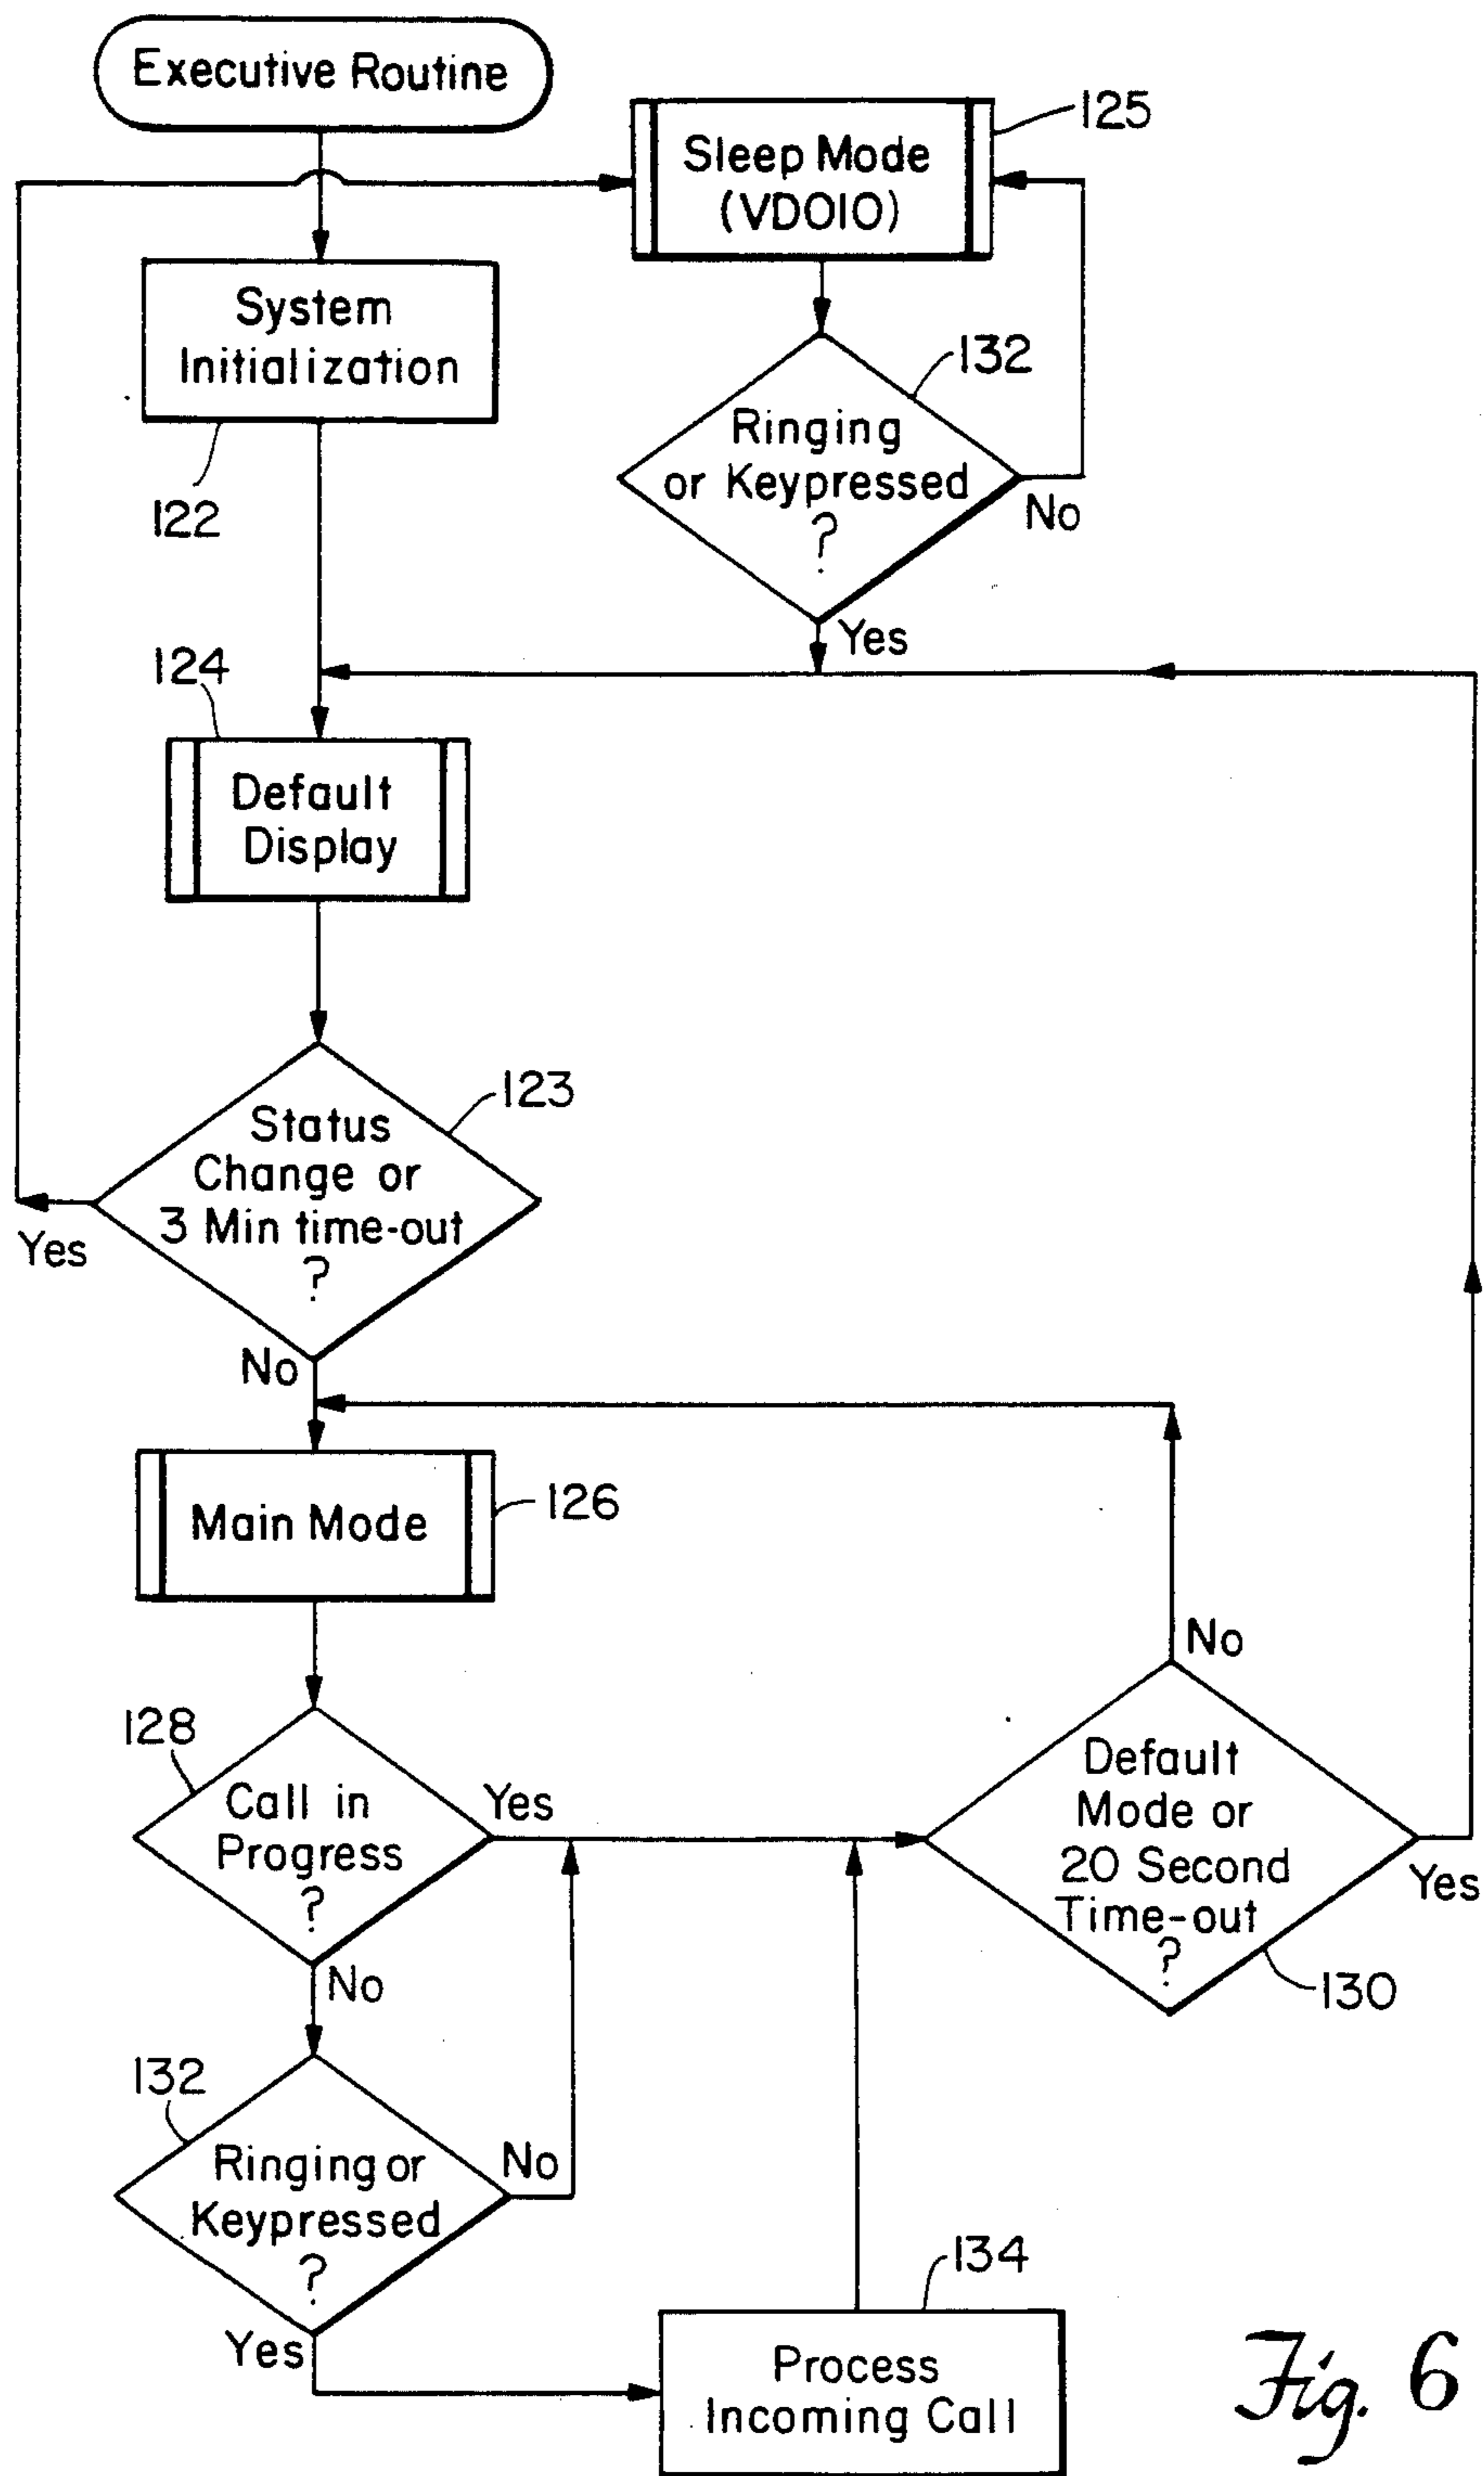 Executive Routine
125
Sleep Mode
(VDOIO)
System
Initialization
122
132
Ringing
or Keypressed
?
No
Yes
124
Default
Display
123
Status
Change or
3 Min time-out
?
Yes
No
Main Mode
126
128
Call in
Progress
?
Yes
No
No
Default
Mode or
20 Second
Time-out
?
Yes
130
132
Ringing or
Keypressed
?
No
Yes
134
Process
Incoming Call
Fig. 6